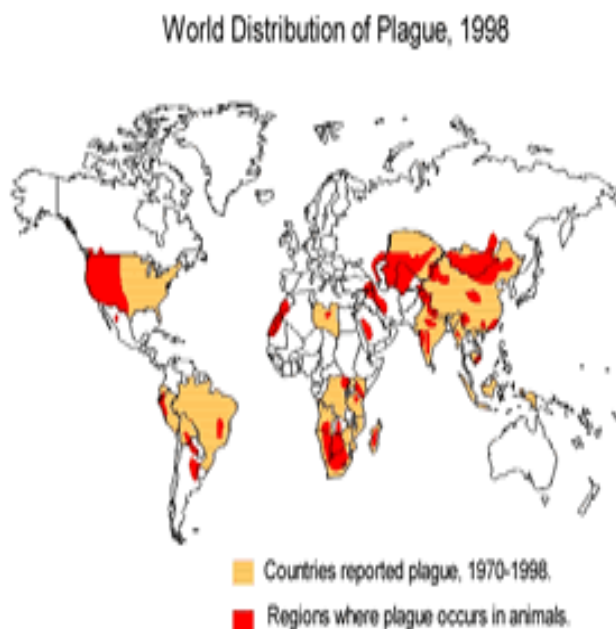 World Distribution of Plague, 1998
Countries reported plague, 1970-1998.
Regions where plague occurs in animals.